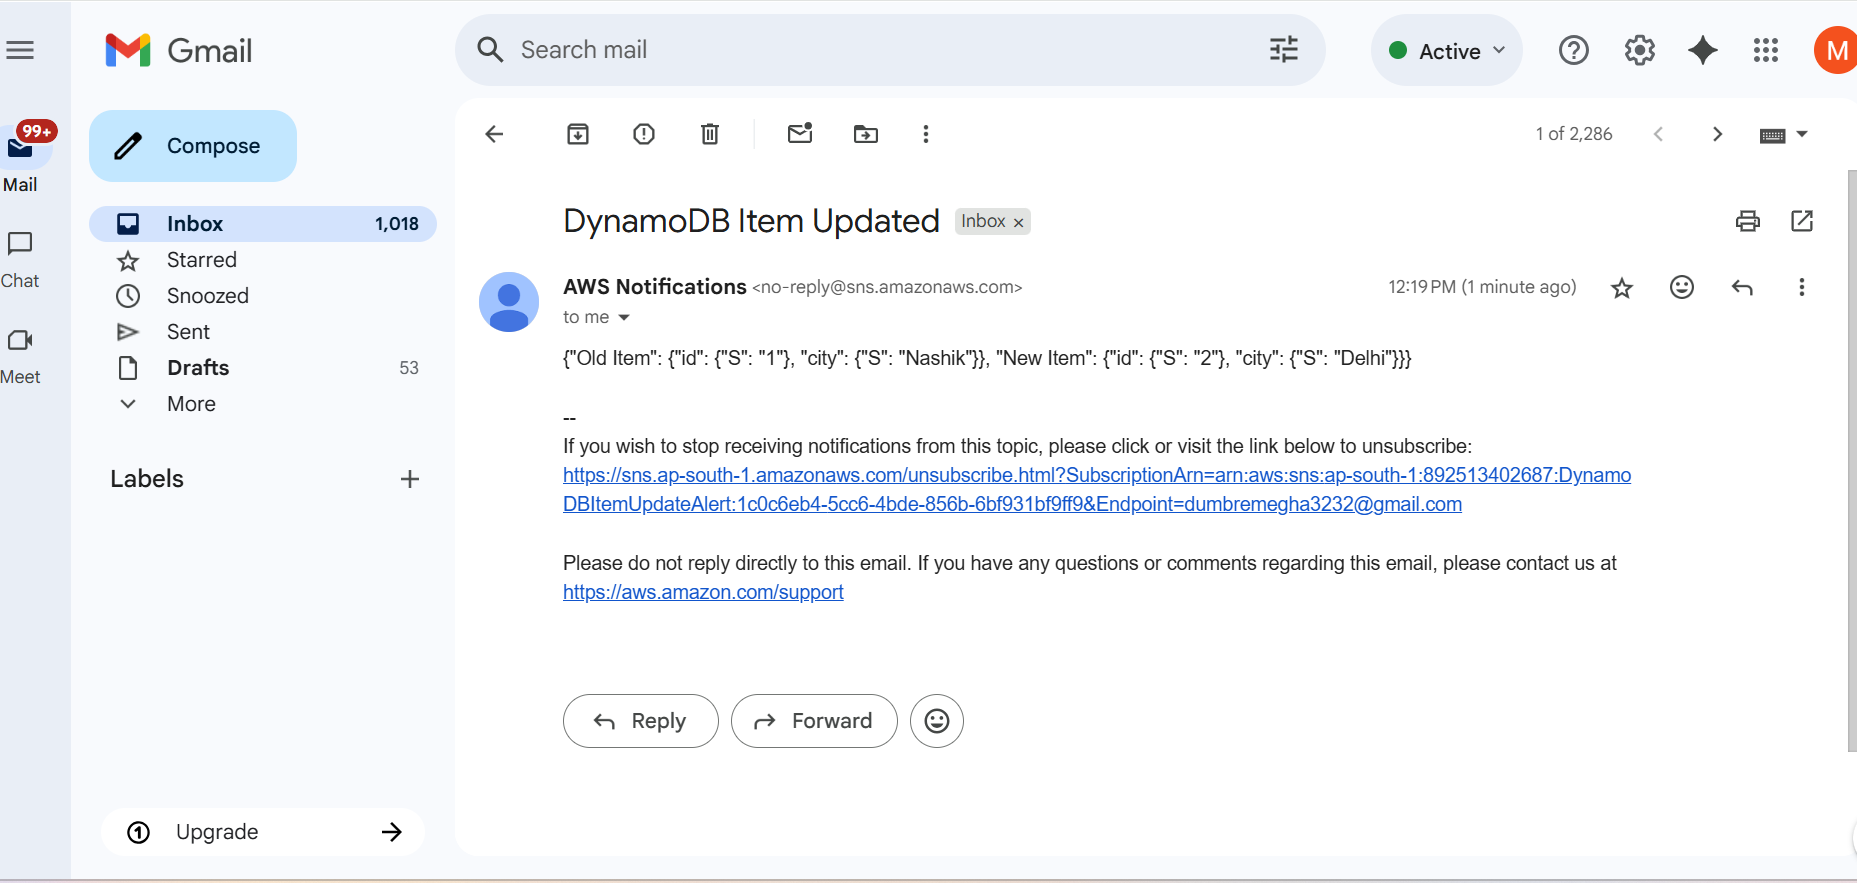 Gmail
Search mail
Active
M
99+
Mail
Chat
Meet
Compose
Inbox 1,018
Starred
Snoozed
Sent
Drafts 53
More
Labels
Upgrade
1 of 2,286
DynamoDB Item Updated Inbox ×
AWS Notifications <no-reply@sns.amazonaws.com> 12:19 PM (1 minute ago)
to me
{"Old Item": {"id": {"S": "1"}, "city": {"S": "Nashik"}}, "New Item": {"id": {"S": "2"}, "city": {"S": "Delhi"}}}
--
If you wish to stop receiving notifications from this topic, please click or visit the link below to unsubscribe:
https://sns.ap-south-1.amazonaws.com/unsubscribe.html?SubscriptionArn=arn:aws:sns:ap-south-1:892513402687:Dynamo
DBItemUpdateAlert:1c0c6eb4-5cc6-4bde-856b-6bf931bf9ff9&Endpoint=dumbremegha3232@gmail.com
Please do not reply directly to this email. If you have any questions or comments regarding this email, please contact us at
https://aws.amazon.com/support
Reply
Forward